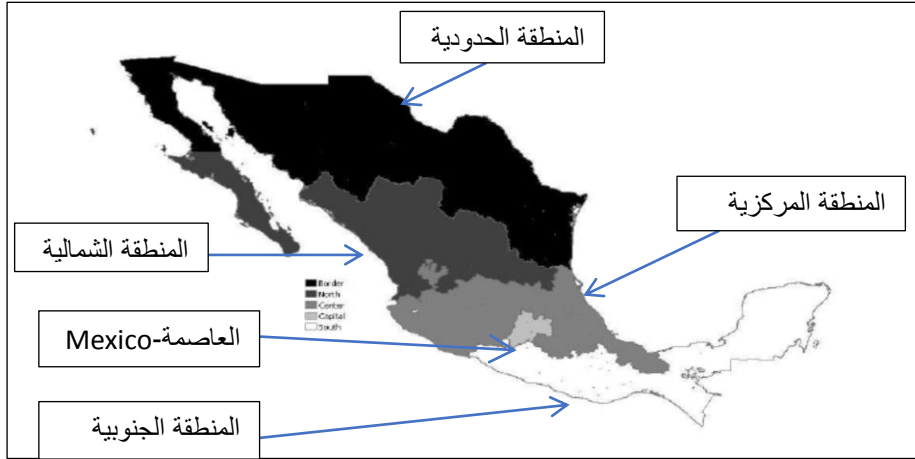 المنطقة الحدودية
المنطقة المركزية
المنطقة الشمالية
Border
North
Center
Capital
South
العاصمة-Mexico
المنطقة الجنوبية